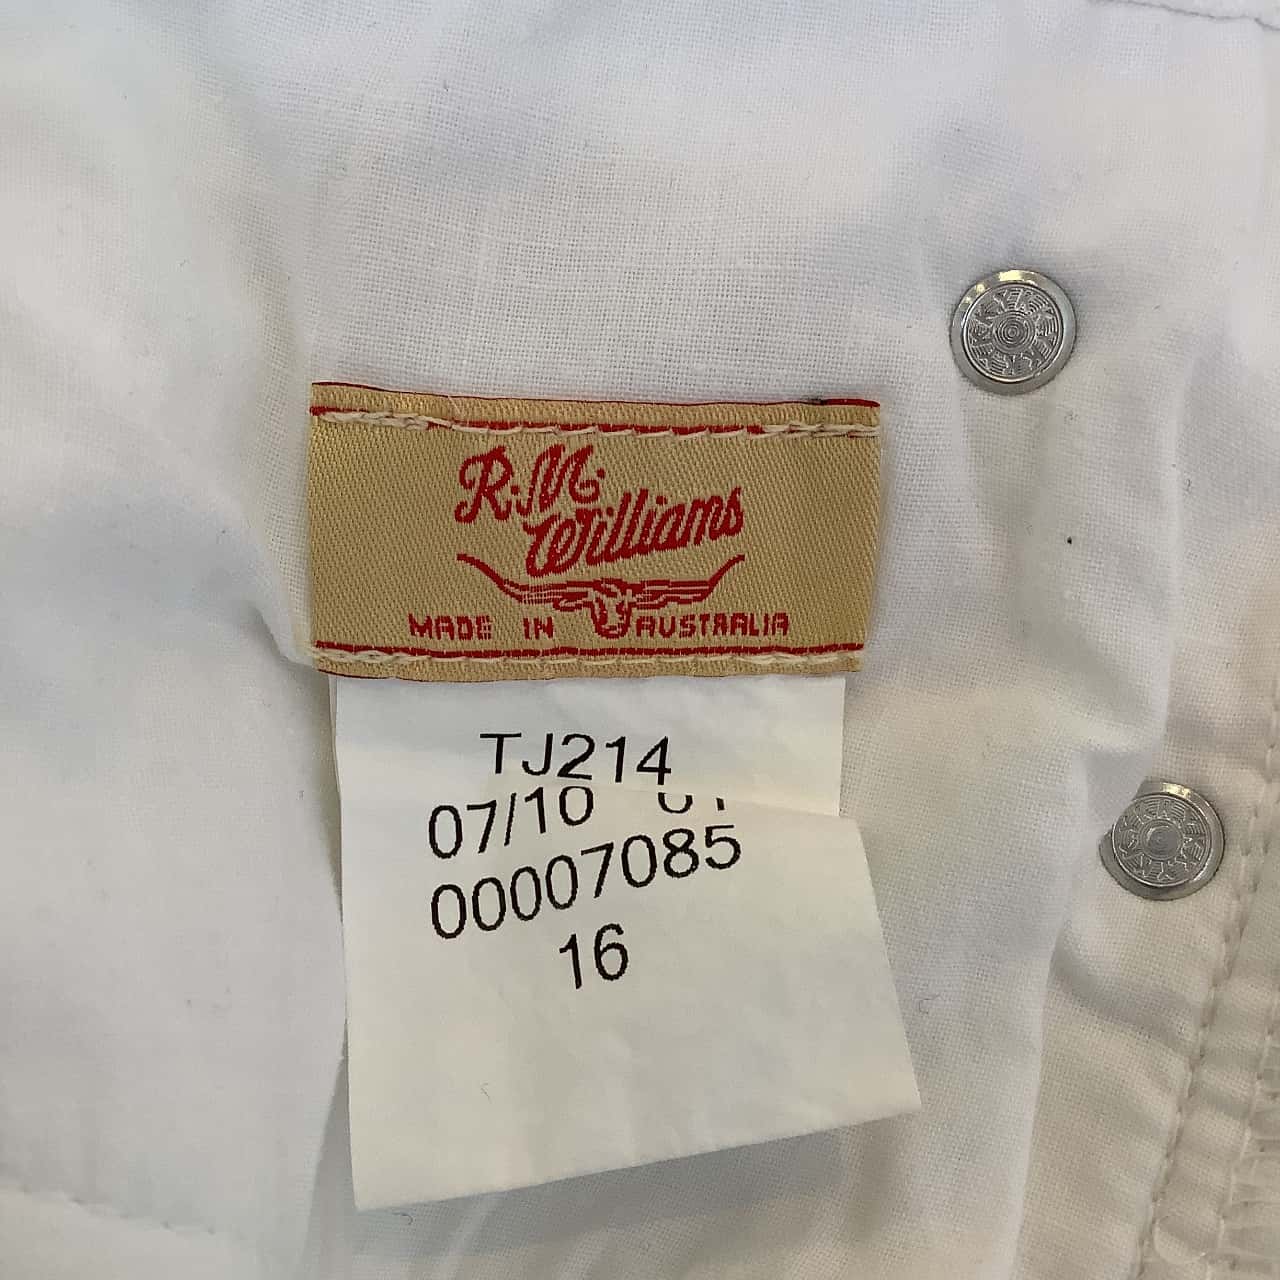 R.M.
Williams
MADE IN AUSTRALIA
TJ214
07/10
00007085
16